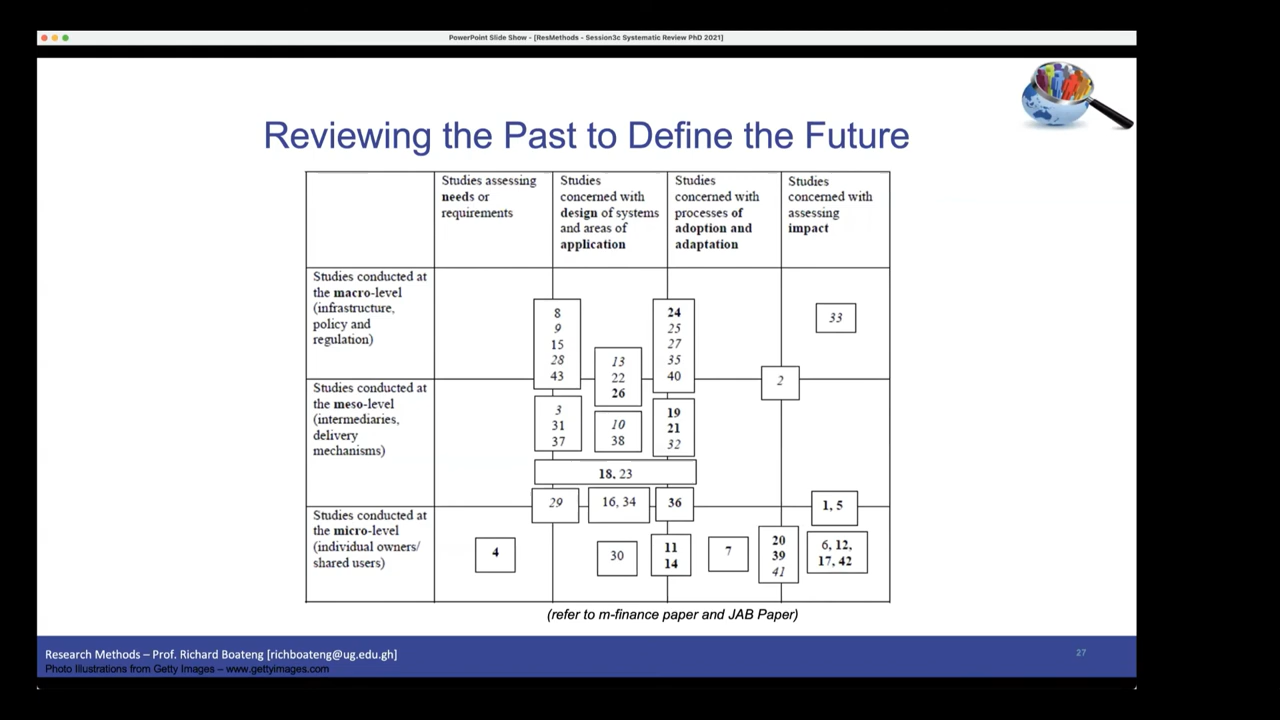 PowerPoint Slide Show - [ResMethods - Session3c Systematic Review PhD 2021]
Reviewing the Past to Define the Future
Studies assessing
needs or
requirements
Studies
concerned with
design of systems
and areas of
application
Studies
concerned with
processes of
adoption and
adaptation
Studies
concerned with
assessing
impact
Studies conducted at
the macro-level
(infrastructure,
policy and
regulation)
8
9
15
28
43
13
22
26
24
25
27
35
40
33
2
Studies conducted at
the meso-level
(intermediaries,
delivery
mechanisms)
3
31
37
10
38
19
21
32
18, 23
29
16, 34
36
1, 5
Studies conducted at
the micro-level
(individual owners/
shared users)
4
30
11
14
7
20
39
41
6, 12,
17, 42
(refer to m-finance paper and JAB Paper)
Research Methods – Prof. Richard Boateng [richboateng@ug.edu.gh]
27
Photo Illustrations from Getty Images – www.gettyimages.com